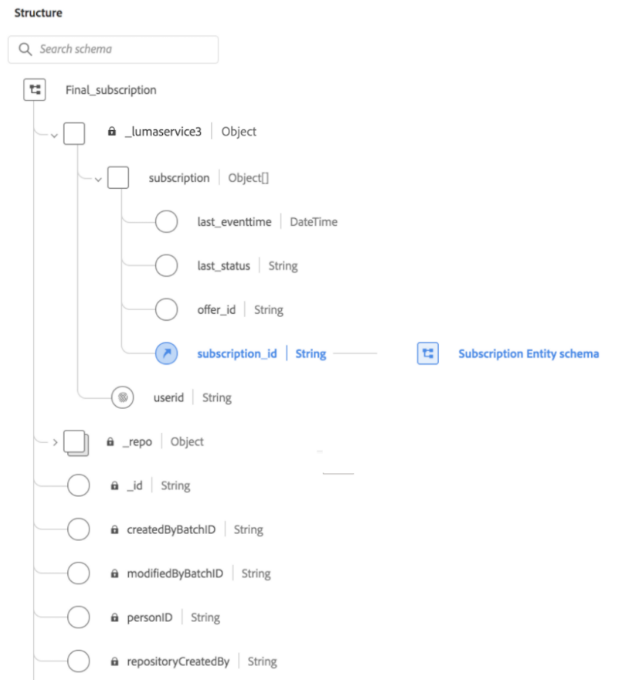 Structure
Search schema
Final_subscription
_lumaservice3 | Object
subscription | Object[]
last_eventtime | DateTime
last_status | String
offer_id | String
subscription_id | String Subscription Entity schema
userid | String
_repo | Object
_id | String
createdByBatchID | String
modifiedByBatchID | String
personID | String
repositoryCreatedBy | String